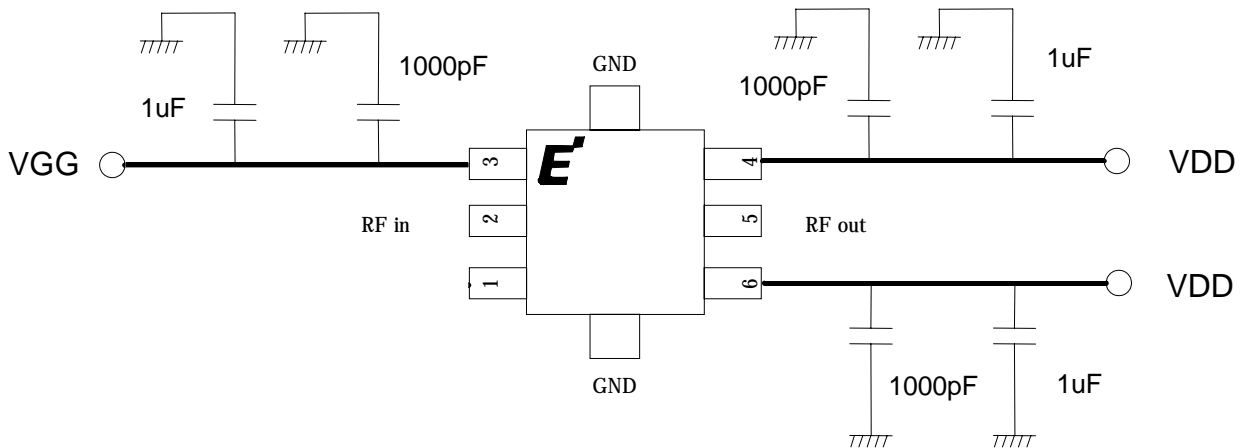 1uF
1000pF
GND
1000pF
1uF
VGG
3
E
4
VDD
RF in
2
5
RF out
1
6
VDD
GND
1000pF
1uF